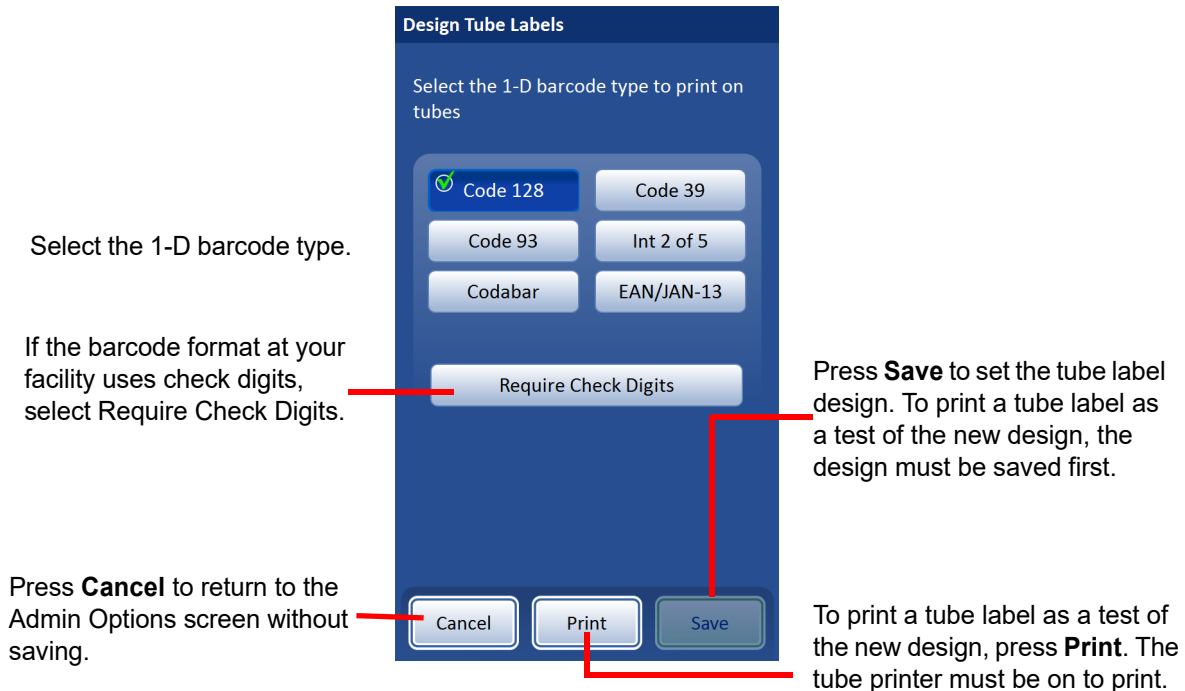 Design Tube Labels
Select the 1-D barcode type to print on
tubes
Code 128
Code 39
Code 93
Int 2 of 5
Codabar
EAN/JAN-13
Require Check Digits
Cancel
Print
Save
Select the 1-D barcode type.
If the barcode format at your
facility uses check digits,
select Require Check Digits.
Press Cancel to return to the
Admin Options screen without
saving.
Press Save to set the tube label
design. To print a tube label as
a test of the new design, the
design must be saved first.
To print a tube label as a test of
the new design, press Print. The
tube printer must be on to print.